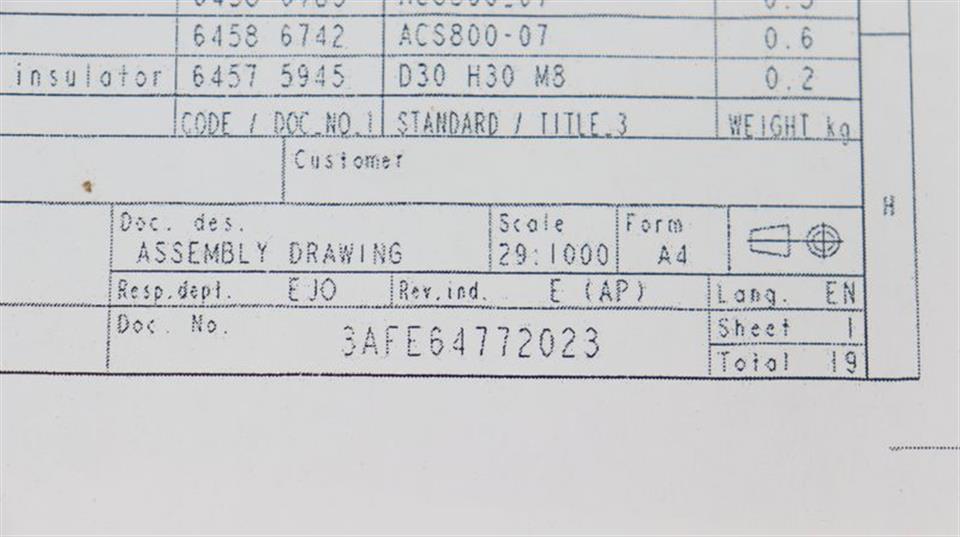 6458 6742 ACS800-07 0.6
insulator 6457 5945 D30 H30 M8 0.2
CODE / DOC.NO.1 STANDARD / TITLE.3 WEIGHT kg
Customer
H
Doc. des. Scale Form
ASSEMBLY DRAWING 29:1000 A4
Resp.dept. EJO Rev.ind. E (AP) Lang. EN
Doc. No. 3AFE64772023 Sheet 1
Total 19